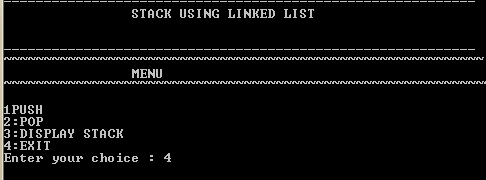 STACK USING LINKED LIST
MENU
1PUSH
2:POP
3:DISPLAY STACK
4:EXIT
Enter your choice : 4